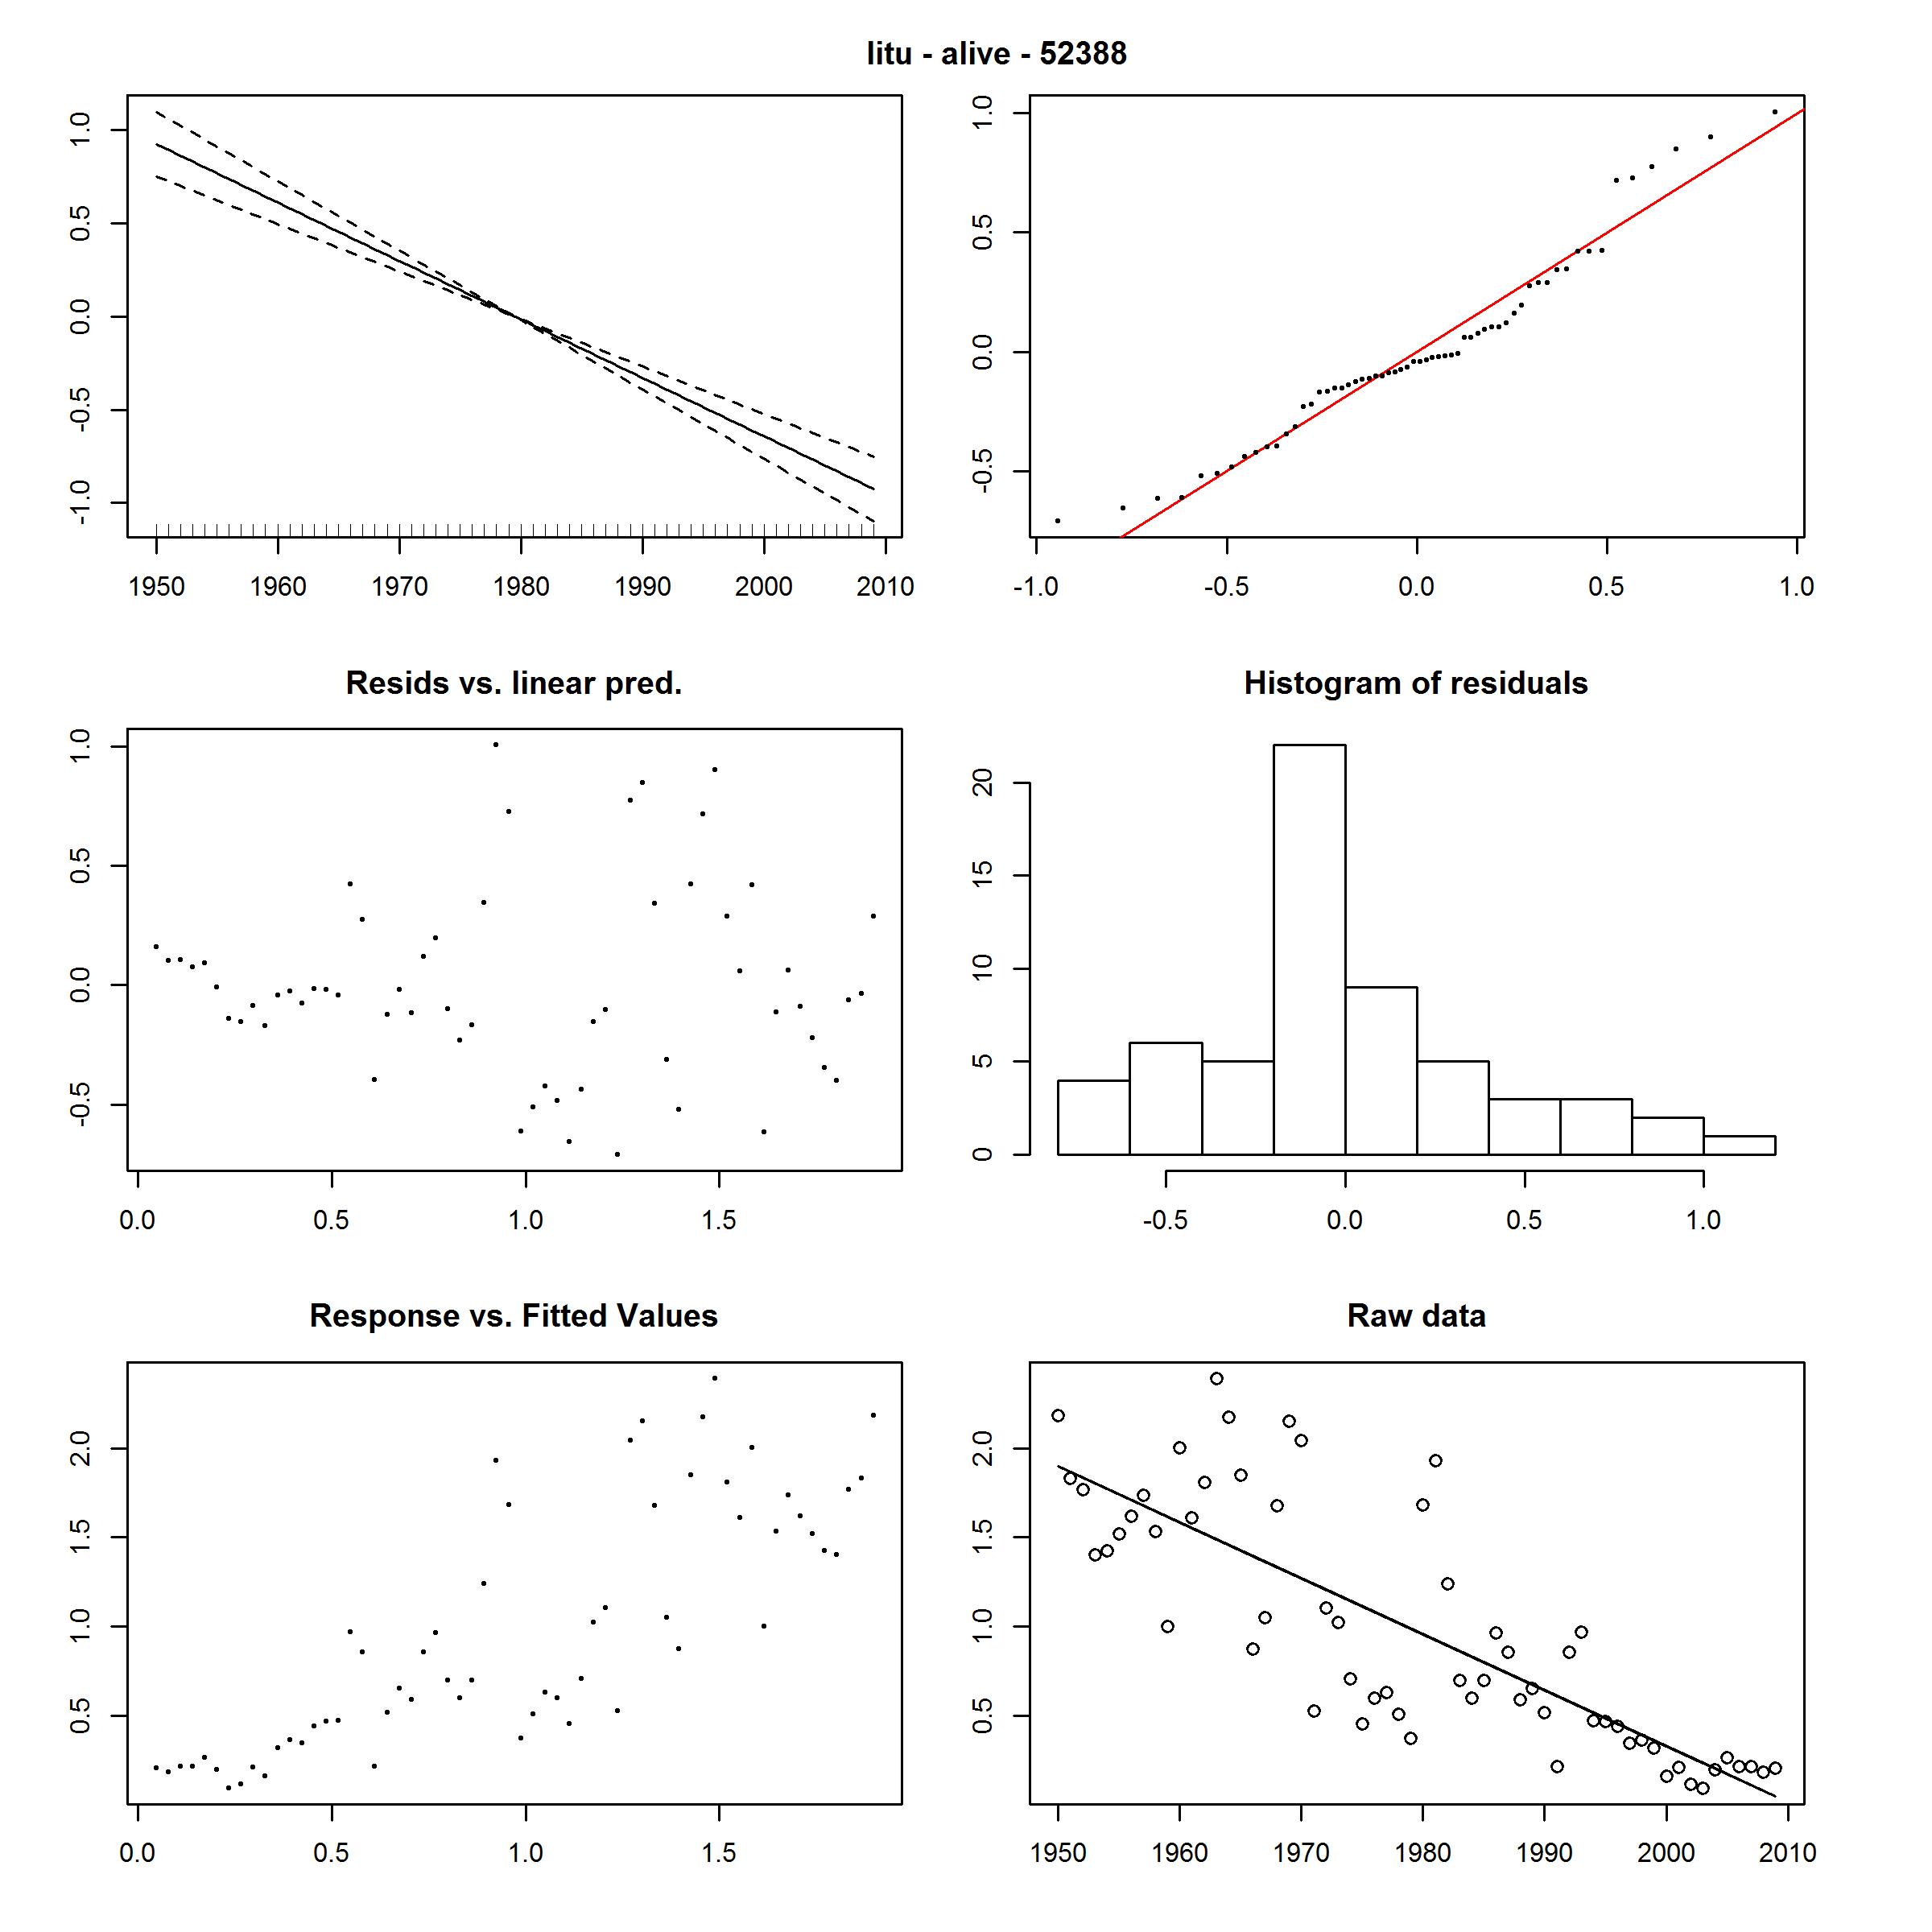 litu - alive - 52388
1.0
0.5
0.0
-0.5
-1.0
1950 1960 1970 1980 1990 2000 2010
1.0
0.5
0.0
-0.5
-1.0 -0.5 0.0 0.5 1.0
Resids vs. linear pred.
1.0
0.5
0.0
-0.5
0.0 0.5 1.0 1.5
Histogram of residuals
20
15
10
5
0
-0.5 0.0 0.5 1.0
Response vs. Fitted Values
2.0
1.5
1.0
0.5
0.0 0.5 1.0 1.5
Raw data
2.0
1.5
1.0
0.5
1950 1960 1970 1980 1990 2000 2010